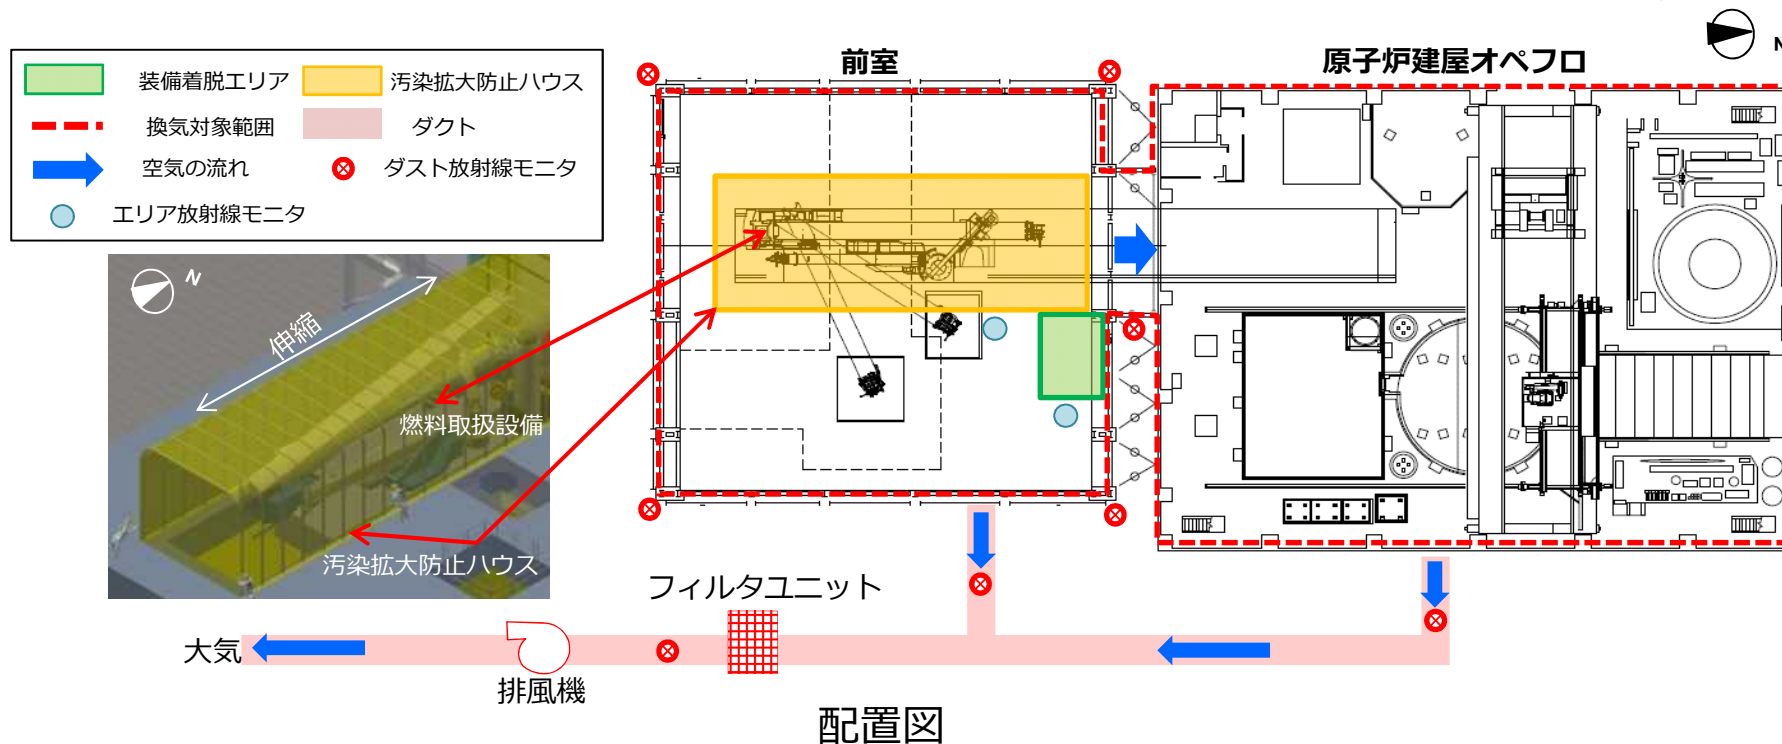 N
前室
原子炉建屋オペフロ
装備着脱エリア
汚染拡大防止ハウス
換気対象範囲
ダクト
空気の流れ
ダスト放射線モニタ
エリア放射線モニタ
N
伸縮
燃料取扱設備
汚染拡大防止ハウス
フィルタユニット
大気
排風機
配置図